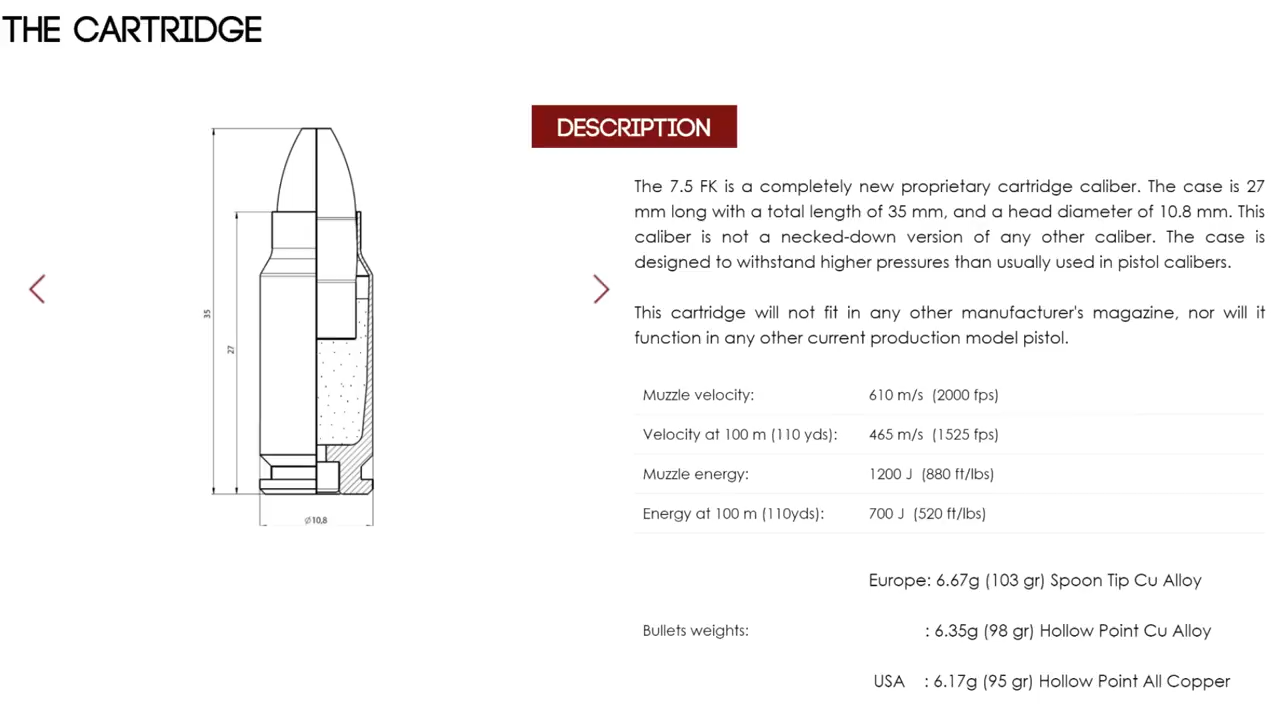 THE CARTRIDGE
DESCRIPTION
The 7.5 FK is a completely new proprietary cartridge caliber. The case is 27
mm long with a total length of 35 mm, and a head diameter of 10.8 mm. This
caliber is not a necked-down version of any other caliber. The case is
designed to withstand higher pressures than usually used in pistol calibers.
This cartridge will not fit in any other manufacturer's magazine, nor will it
function in any other current production model pistol.
35
27
Ø10,8
Muzzle velocity: 610 m/s (2000 fps)
Velocity at 100 m (110 yds): 465 m/s (1525 fps)
Muzzle energy: 1200 J (880 ft/lbs)
Energy at 100 m (110yds): 700 J (520 ft/lbs)
Europe: 6.67g (103 gr) Spoon Tip Cu Alloy
Bullets weights: : 6.35g (98 gr) Hollow Point Cu Alloy
USA : 6.17g (95 gr) Hollow Point All Copper